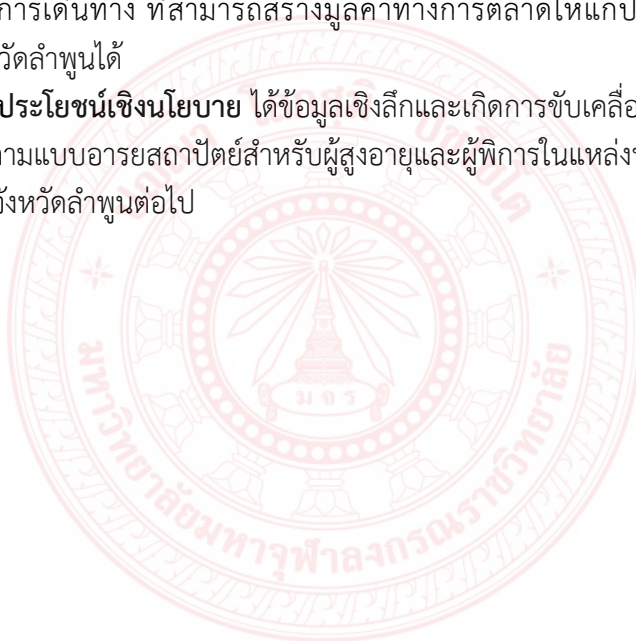 การเดินทาง ที่สามารถสร้างมูลค่าทางการตลาดให้แก่ป
วัดลำพูนได้
ประโยชน์เชิงนโยบาย ได้ข้อมูลเชิงลึกและเกิดการขับเคลื่อ
ามแบบอารยสถาปัตย์สำหรับผู้สูงอายุและผู้พิการในแหล่ง
จังหวัดลำพูนต่อไป
มจร
มหาวิทยาลัยมหาจุฬาลงกรณราชวิทยาลัย